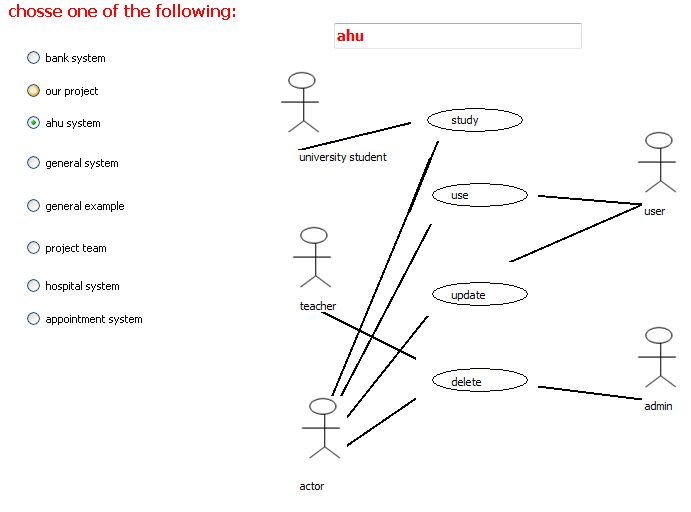 chosse one of the following:
ahu
bank system
our project
ahu system
general system
general example
project team
hospital system
appointment system
study
university student
use
user
teacher
update
delete
admin
actor